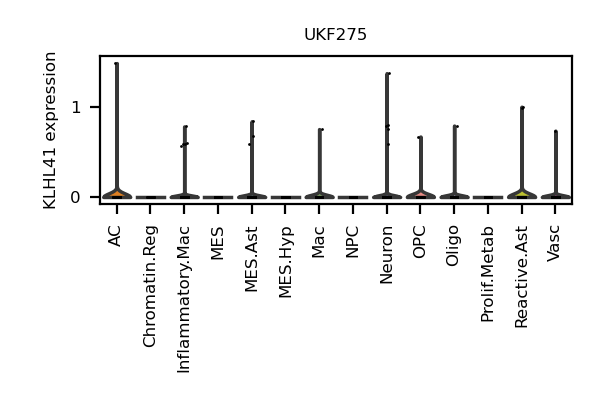 UKF275
KLHL41 expression
1
0
AC
Chromatin.Reg
Inflammatory.Mac
MES
MES.Ast
MES.Hyp
Mac
NPC
Neuron
OPC
Oligo
Prolif.Metab
Reactive.Ast
Vasc